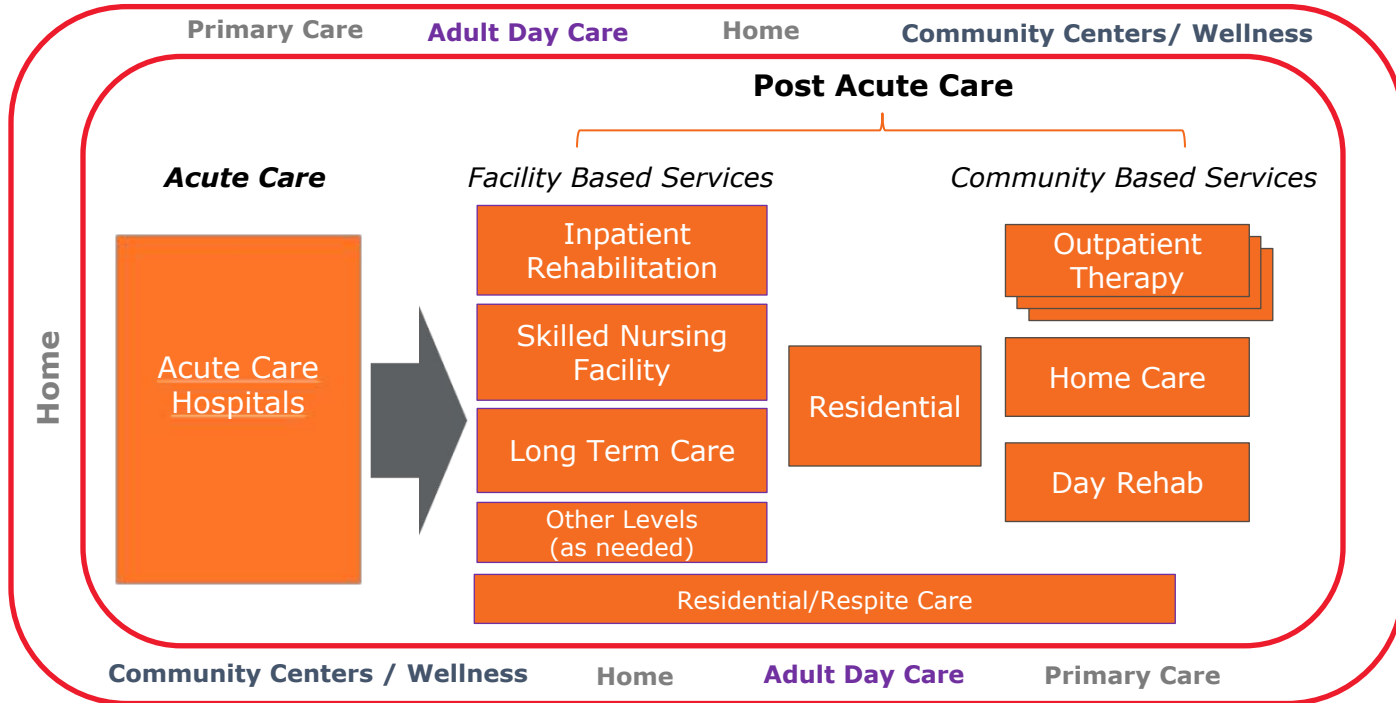 Primary Care
Adult Day Care
Home
Community Centers/ Wellness
Post Acute Care
Acute Care
Facility Based Services
Community Based Services
Home
Acute Care
Hospitals
Inpatient
Rehabilitation
Skilled Nursing
Facility
Long Term Care
Other Levels
(as needed)
Residential
Outpatient
Therapy
Home Care
Day Rehab
Residential/Respite Care
Community Centers / Wellness
Home
Adult Day Care
Primary Care